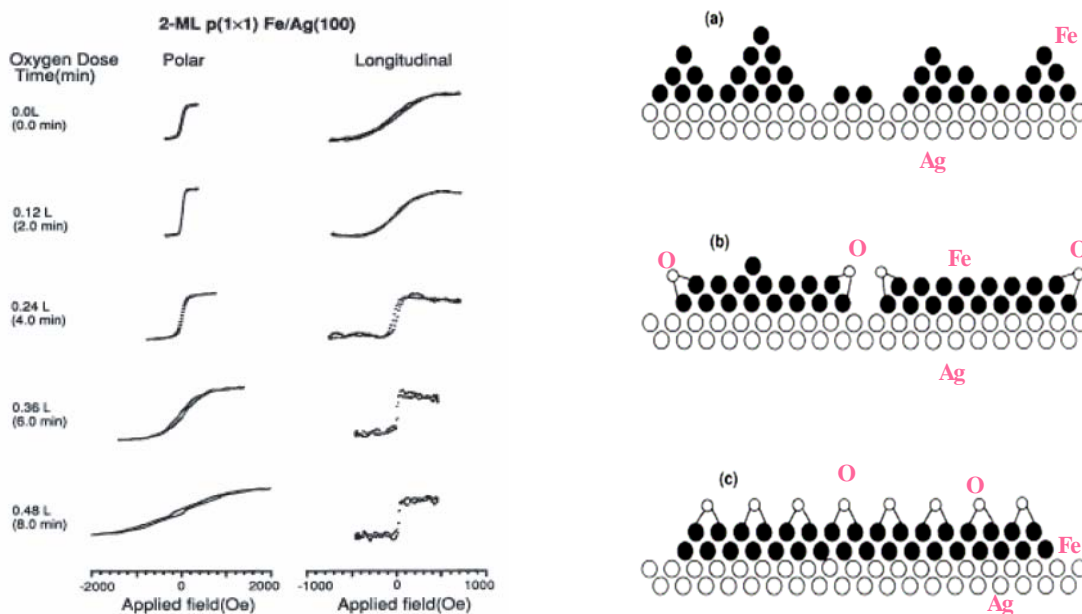 2-ML p(1×1) Fe/Ag(100)
Oxygen Dose
Time(min)
Polar
Longitudinal
0.0L
(0.0 min)
0.12 L
(2.0 min)
0.24 L
(4.0 min)
0.36 L
(6.0 min)
0.48 L
(8.0 min)
-2000
0
2000
-1000
0
1000
Applied field(Oe)
Applied field(Oe)
(a)
Fe
Ag
(b)
O
O
Fe
O
Ag
(c)
O
O
Fe
Ag